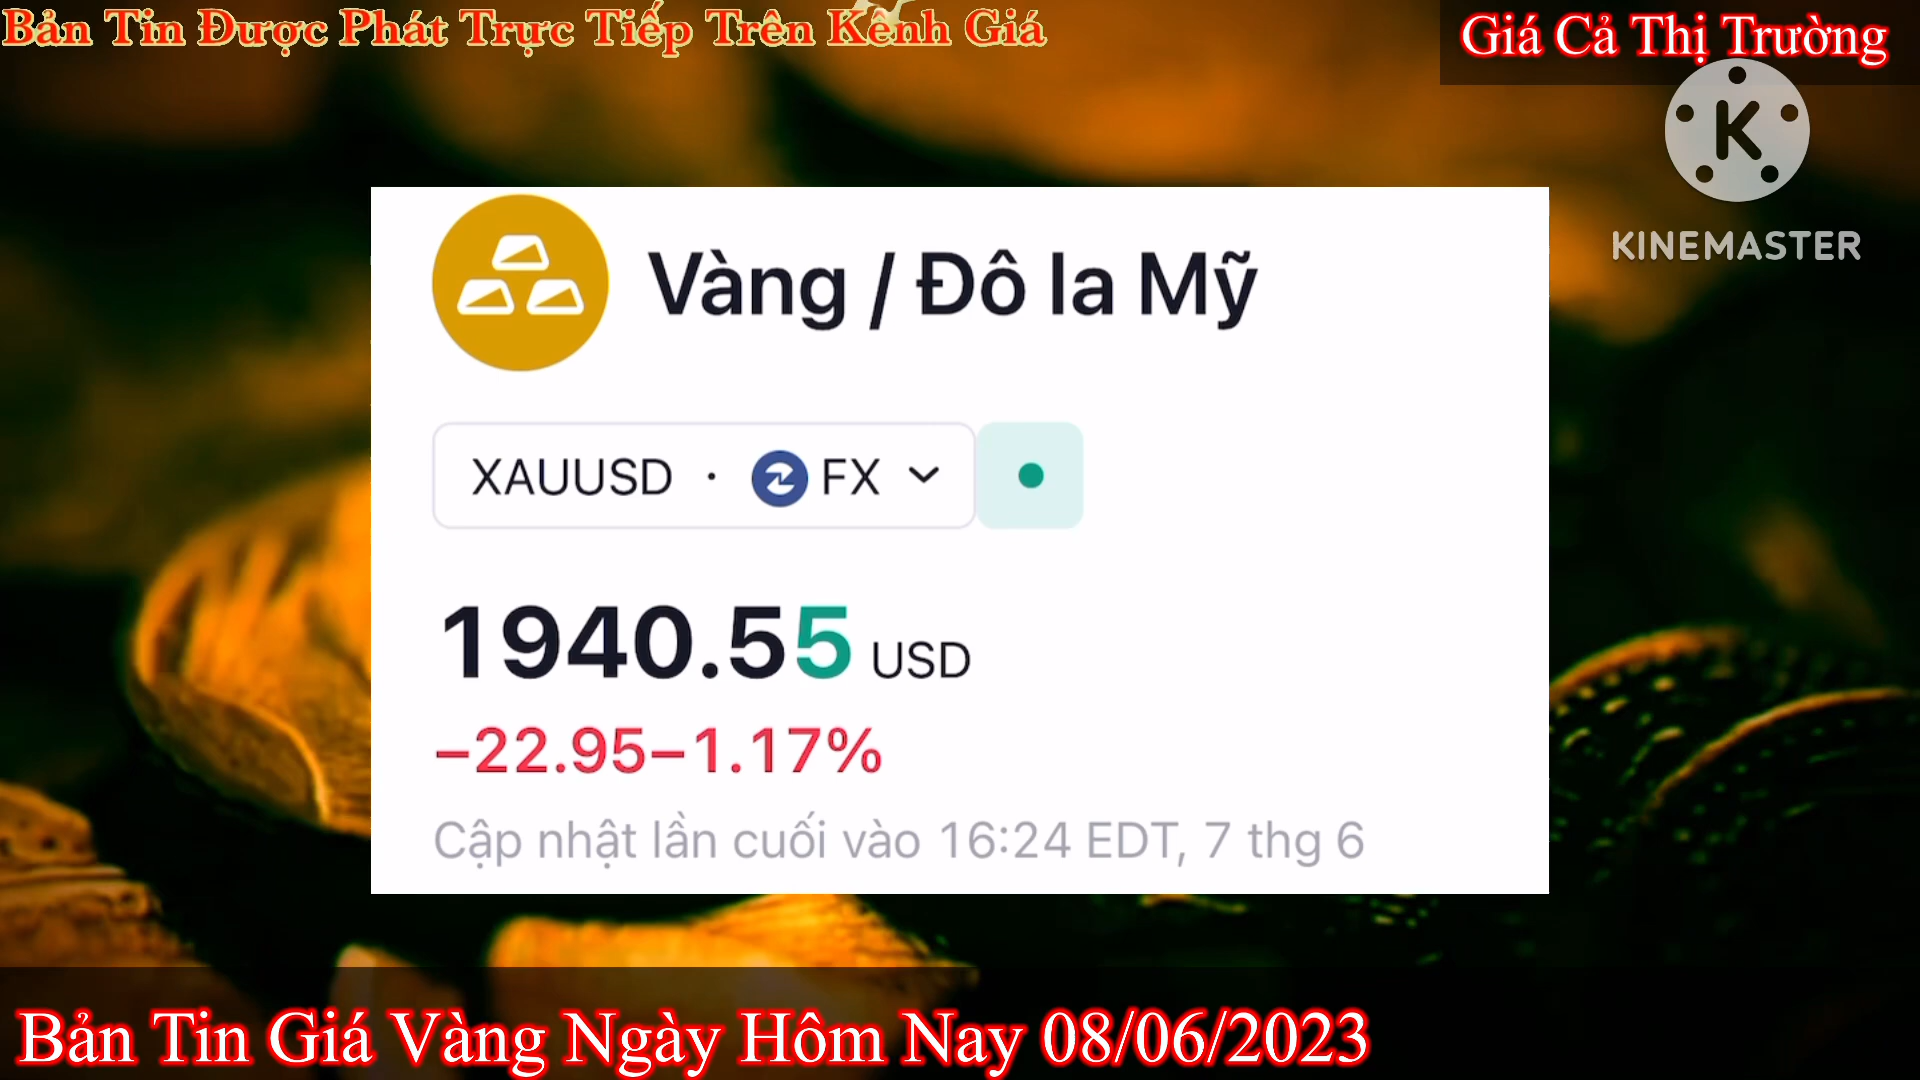 Bản Tin Được Phát Trực Tiếp Trên Kênh Giá
Giá Cả Thị Trường
K
KINEMASTER
Vàng / Đô la Mỹ
XAUUSD · FX
1940.55 USD
−22.95−1.17%
Cập nhật lần cuối vào 16:24 EDT, 7 thg 6
Bản Tin Giá Vàng Ngày Hôm Nay 08/06/2023